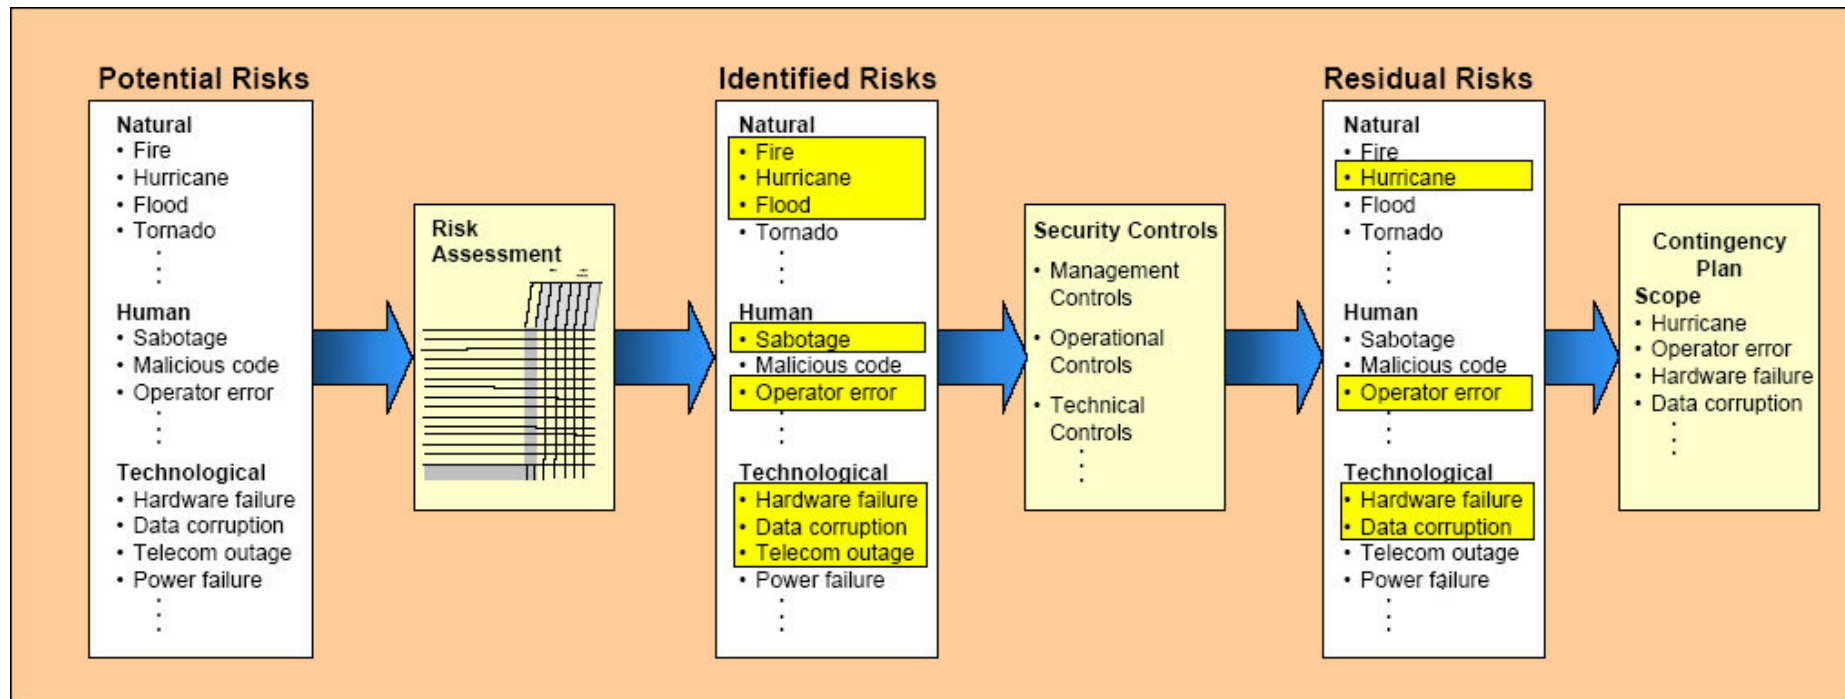 Potential Risks
Natural
• Fire
• Hurricane
• Flood
• Tornado
Human
• Sabotage
• Malicious code
• Operator error
Technological
• Hardware failure
• Data corruption
• Telecom outage
• Power failure
Risk
Assessment
Identified Risks
Natural
• Fire
• Hurricane
• Flood
• Tornado
Human
• Sabotage
• Malicious code
• Operator error
Technological
• Hardware failure
• Data corruption
• Telecom outage
• Power failure
Security Controls
• Management
Controls
• Operational
Controls
• Technical
Controls
Residual Risks
Natural
• Fire
• Hurricane
• Flood
• Tornado
Human
• Sabotage
• Malicious code
• Operator error
Technological
• Hardware failure
• Data corruption
• Telecom outage
• Power failure
Contingency
Plan
Scope
• Hurricane
• Operator error
• Hardware failure
• Data corruption